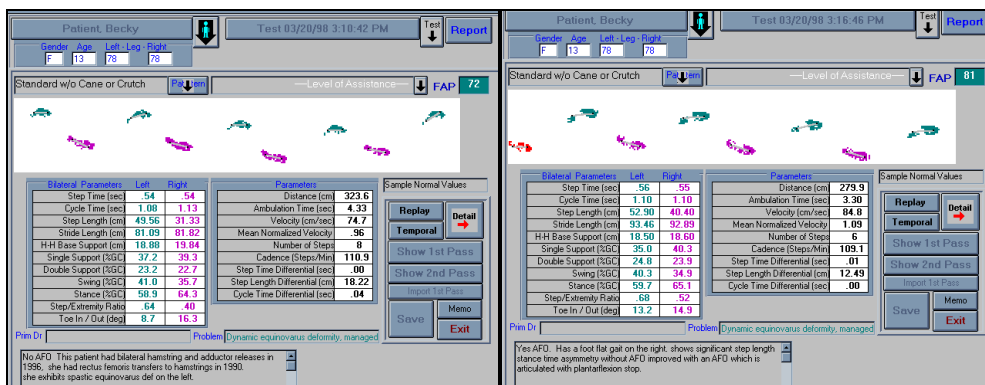 Patient, Becky
Test 03/20/98 3:10:42 PM
Test
Report
Gender Age Left - Leg - Right
F 13 78 78
Standard w/o Cane or Crutch
Pattern
—Level of Assistance—
FAP 72
Bilateral Parameters Left Right
Step Time (sec) .54 .54
Cycle Time (sec) 1.08 1.13
Step Length (cm) 49.56 31.33
Stride Length (cm) 81.09 81.82
H-H Base Support (cm) 18.88 19.84
Single Support (%GC) 37.2 39.3
Double Support (%GC) 23.2 22.7
Swing (%GC) 41.0 35.7
Stance (%GC) 58.9 64.3
Step/Extremity Ratio .64 .40
Toe In / Out (deg) 8.7 16.3
Parameters
Distance (cm) 323.6
Ambulation Time (sec) 4.33
Velocity (cm/sec) 74.7
Mean Normalized Velocity .96
Number of Steps 8
Cadence (Steps/Min) 110.9
Step Time Differential (sec) .00
Step Length Differential (cm) 18.22
Cycle Time Differential (sec) .04
Sample Normal Values
Replay
Temporal
Detail
Show 1st Pass
Show 2nd Pass
Import 1st Pass
Save
Memo
Exit
Prim Dr
Problem Dynamic equinovarus deformity, managed
No AFO This patient had bilateral hamstring and adductor releases in
1996, she had rectus femoris transfers to hamstrings in 1990.
she exhibits spastic equinovarus def on the left.
Patient, Becky
Test 03/20/98 3:16:46 PM
Test
Report
Gender Age Left - Leg - Right
F 13 78 78
Standard w/o Cane or Crutch
Pattern
—Level of Assistance—
FAP 81
Bilateral Parameters Left Right
Step Time (sec) .56 .55
Cycle Time (sec) 1.10 1.10
Step Length (cm) 52.90 40.40
Stride Length (cm) 93.46 92.89
H-H Base Support (cm) 18.50 18.60
Single Support (%GC) 35.0 40.3
Double Support (%GC) 24.8 23.9
Swing (%GC) 40.3 34.9
Stance (%GC) 59.7 65.1
Step/Extremity Ratio .68 .52
Toe In / Out (deg) 13.2 14.9
Parameters
Distance (cm) 279.9
Ambulation Time (sec) 3.30
Velocity (cm/sec) 84.8
Mean Normalized Velocity 1.09
Number of Steps 6
Cadence (Steps/Min) 109.1
Step Time Differential (sec) .01
Step Length Differential (cm) 12.49
Cycle Time Differential (sec) .00
Sample Normal Values
Replay
Temporal
Detail
Show 1st Pass
Show 2nd Pass
Import 1st Pass
Save
Memo
Exit
Prim Dr
Problem Dynamic equinovarus deformity, managed
Yes AFO. Has a foot flat gait on the right. shows significant step length
stance time asymmetry without AFO improved with an AFO which is
articulated with plantarflexion stop.